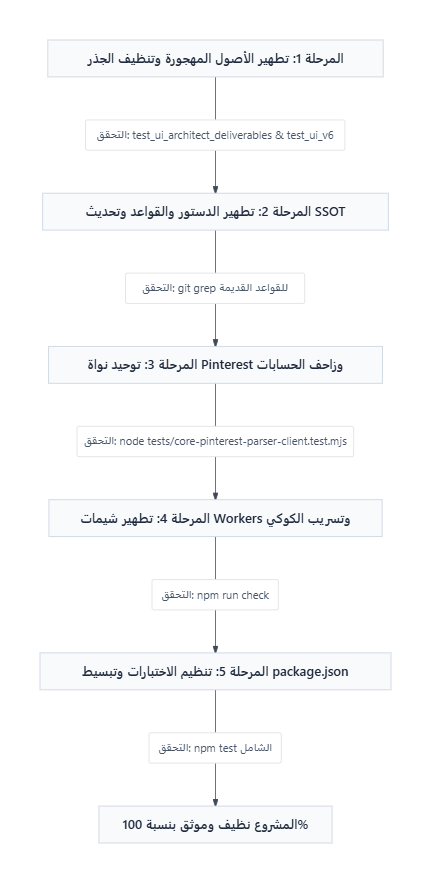 المرحلة 1: تطهير الأصول المهجورة وتنظيف الجذر
التحقق: test_ui_architect_deliverables & test_ui_v6
المرحلة 2: تطهير الدستور والقواعد وتحديث SSOT
التحقق: git grep للقواعد القديمة
المرحلة 3: توحيد نواة Pinterest وزاحف الحسابات
التحقق: node tests/core-pinterest-parser-client.test.mjs
المرحلة 4: تطهير شيمات Workers وتسريب الكوكي
التحقق: npm run check
المرحلة 5: تنظيم الاختبارات وتبسيط package.json
التحقق: npm test الشامل
المشروع نظيف وموثق بنسبة 100%